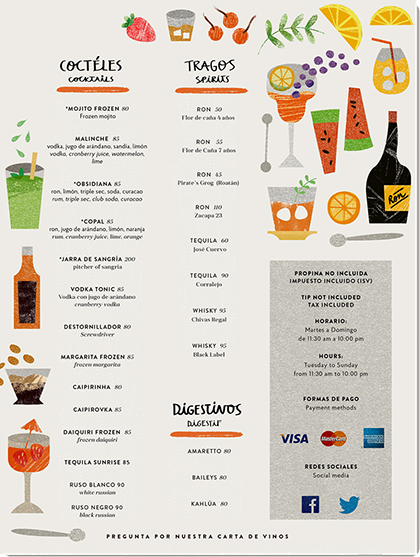 COCTÉLES
COCKTAILS
*MOJITO FROZEN 80
Frozen mojito
MALINCHE 85
vodka, jugo de arándano, sandía, limón
vodka, cranberry juice, watermelon,
lime
*OBSIDIANA 85
ron, limón, triple sec, soda, curacao
rum, triple sec, club soda, curacao
*COPAL 85
ron, jugo de arándano, limón, naranja
rum, cranberry juice, lime, orange
*JARRA DE SANGRÍA 200
pitcher of sangria
VODKA TONIC 85
Vodka con jugo de arándano
cranberry vodka
DESTORNILLADOR 80
Screwdriver
MARGARITA FROZEN 85
frozen margarita
CAIPIRINHA 80
CAIPIROVKA 85
DAIQUIRI FROZEN 85
frozen daiquiri
TEQUILA SUNRISE 85
RUSO BLANCO 90
white russian
RUSO NEGRO 90
black russian
TRAGOS
SPIRITS
RON 50
Flor de caña 4 años
RON 55
Flor de Caña 7 años
RON 45
Pirate's Grog (Roatán)
RON 110
Zacapa 23
TEQUILA 60
José Cuervo
TEQUILA 90
Corralejo
WHISKY 95
Chivas Regal
WHISKY 95
Black Label
DIGESTIVOS
DIGESTIF
AMARETTO 80
BAILEYS 80
KAHLÚA 80
Ron
PROPINA NO INCLUIDA
IMPUESTO INCLUIDO (ISV)
TIP NOT INCLUDED
TAX INCLUDED
HORARIO:
Martes a Domingo
de 11:30 am a 10:00 pm
HOURS:
Tuesday to Sunday
from 11:30 am to 10:00 pm
FORMAS DE PAGO
Payment methods
VISA
MasterCard
AMERICAN EXPRESS
REDES SOCIALES
Social media
f
PREGUNTA POR NUESTRA CARTA DE VINOS